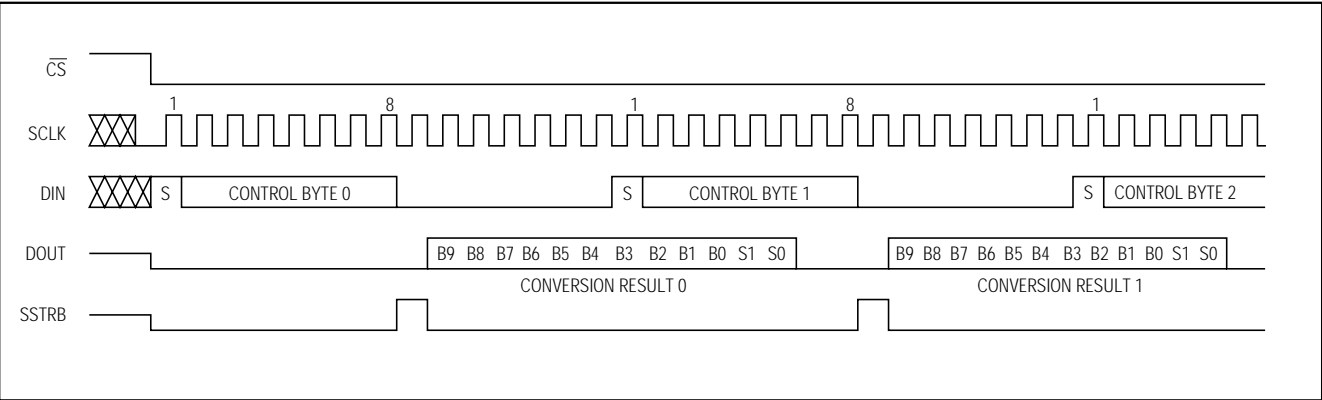 CS
1 8 1 8 1
SCLK
DIN S CONTROL BYTE 0 S CONTROL BYTE 1 S CONTROL BYTE 2
DOUT B9 B8 B7 B6 B5 B4 B3 B2 B1 B0 S1 S0 B9 B8 B7 B6 B5 B4 B3 B2 B1 B0 S1 S0
CONVERSION RESULT 0 CONVERSION RESULT 1
SSTRB